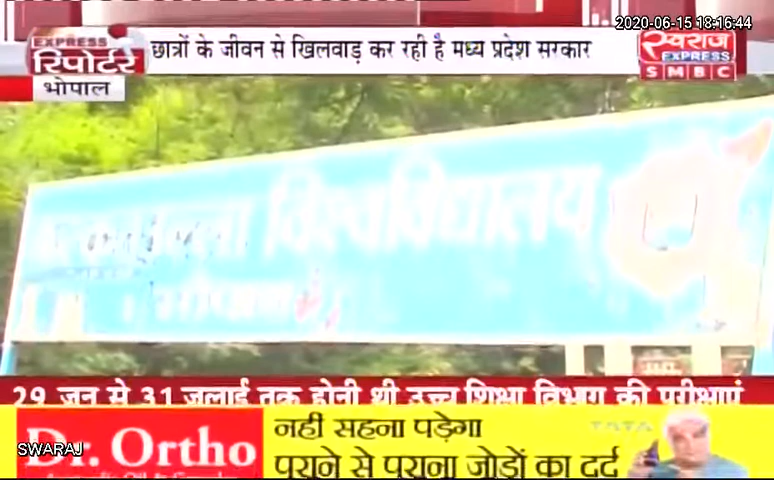 2020-06-15 18:16:44
EXPRESS
रिपोर्टर
भोपाल
छात्रों के जीवन से खिलवाड़ कर रही है मध्य प्रदेश सरकार
स्वराज
EXPRESS
SMBC
विश्वविद्यालय
29 जून से 31 जुलाई तक होनी थी उच्च शिक्षा विभाग की परीक्षाएं
Dr. Ortho
SWARAJ
नहीं सहना पड़ेगा
पुराने से पुराना जोड़ों का दर्द
TATA